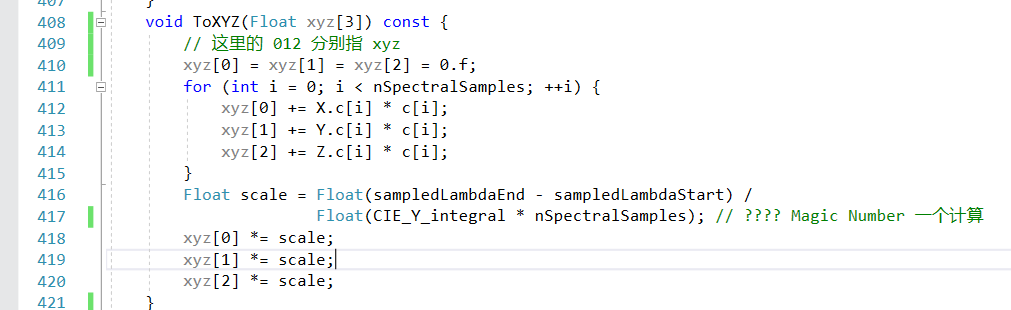 407        }
408        void ToXYZ(Float xyz[3]) const {
409            // 这里的 012 分别指 xyz
410            xyz[0] = xyz[1] = xyz[2] = 0.f;
411            for (int i = 0; i < nSpectralSamples; ++i) {
412                xyz[0] += X.c[i] * c[i];
413                xyz[1] += Y.c[i] * c[i];
414                xyz[2] += Z.c[i] * c[i];
415            }
416            Float scale = Float(sampledLambdaEnd - sampledLambdaStart) /
417                          Float(CIE_Y_integral * nSpectralSamples); // ???? Magic Number 一个计算
418            xyz[0] *= scale;
419            xyz[1] *= scale;
420            xyz[2] *= scale;
421        }